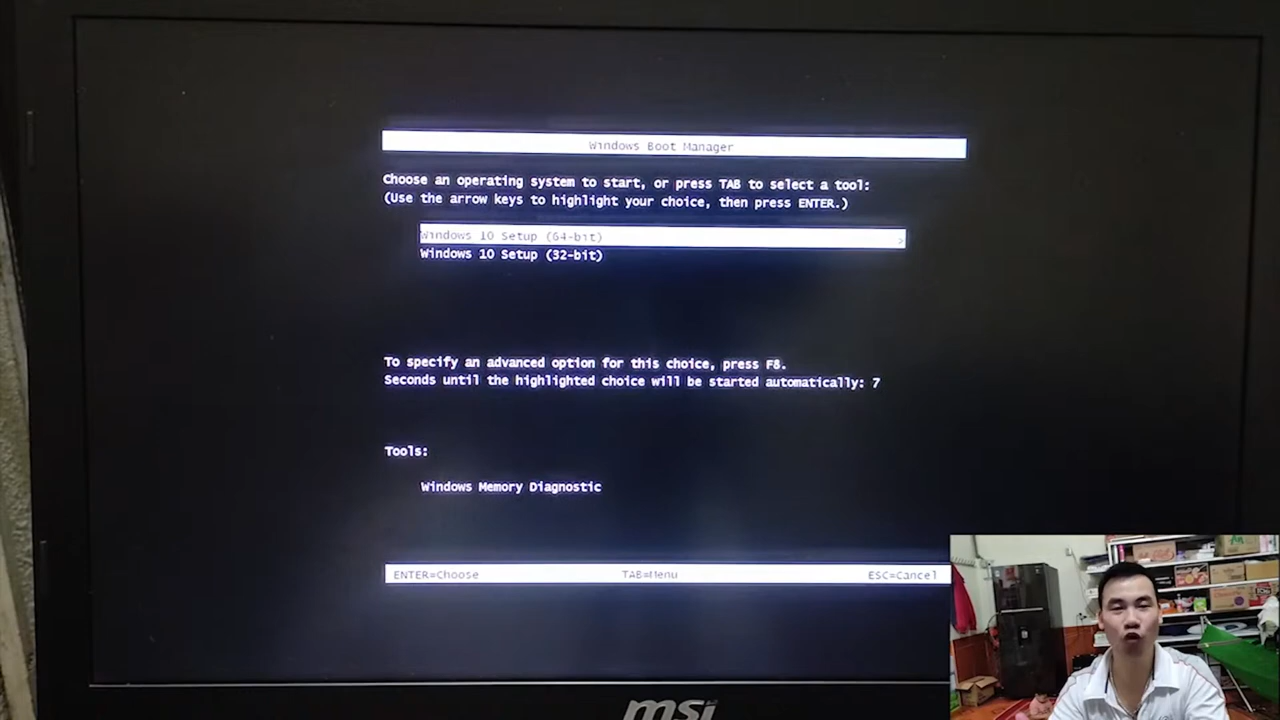 Windows Boot Manager
Choose an operating system to start, or press TAB to select a tool:
(Use the arrow keys to highlight your choice, then press ENTER.)
Windows 10 Setup (64-bit) >
Windows 10 Setup (32-bit)
To specify an advanced option for this choice, press F8.
Seconds until the highlighted choice will be started automatically: 7
Tools:
Windows Memory Diagnostic
ENTER=Choose TAB=Menu ESC=Cancel
msi